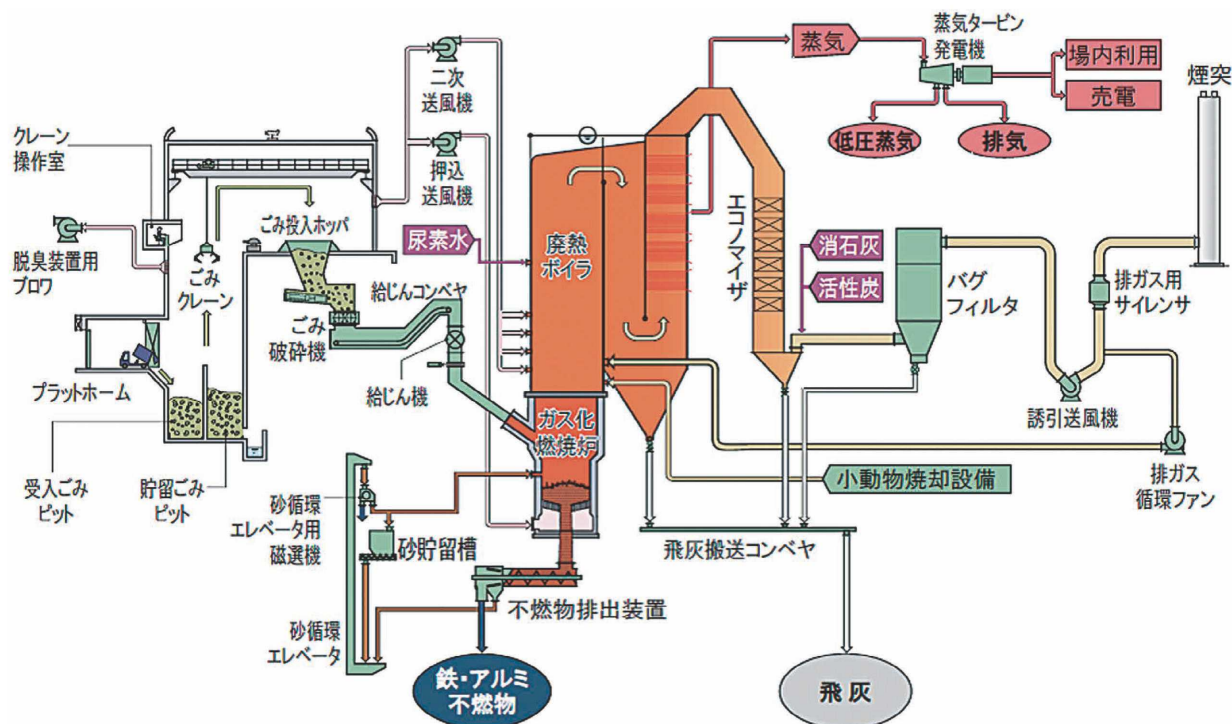 蒸気
蒸気タービン
発電機
場内利用
売電
煙突
低圧蒸気
排気
二次
送風機
押込
送風機
クレーン
操作室
脱臭装置用
ブロワ
ごみ投入ホッパ
ごみ
クレーン
給じんコンベヤ
ごみ
破砕機
給じん機
プラットホーム
受入ごみ
ピット
貯留ごみ
ピット
尿素水
廃熱
ボイラ
エコノマイザ
消石灰
活性炭
バグ
フィルタ
排ガス用
サイレンサ
誘引送風機
排ガス
循環ファン
ガス化
燃焼炉
小動物焼却設備
砂循環
エレベータ用
磁選機
砂貯留槽
飛灰搬送コンベヤ
不燃物排出装置
砂循環
エレベータ
鉄・アルミ
不燃物
飛灰